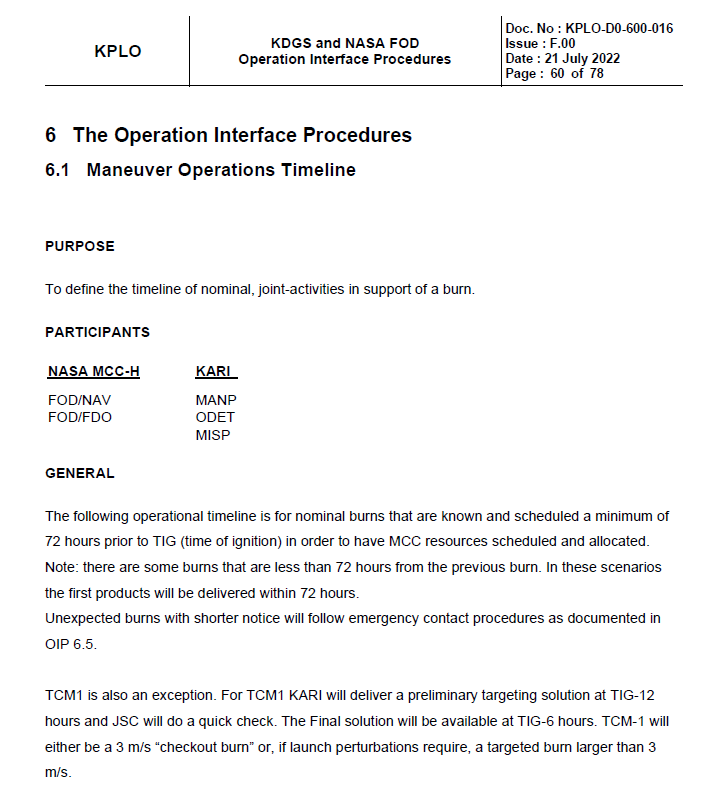 KPLO
KDGS and NASA FOD
Operation Interface Procedures
Doc. No : KPLO-D0-600-016
Issue : F.00
Date : 21 July 2022
Page : 60 of 78
6 The Operation Interface Procedures
6.1 Maneuver Operations Timeline
PURPOSE
To define the timeline of nominal, joint-activities in support of a burn.
PARTICIPANTS
NASA MCC-H KARI
FOD/NAV MANP
FOD/FDO ODET
MISP
GENERAL
The following operational timeline is for nominal burns that are known and scheduled a minimum of
72 hours prior to TIG (time of ignition) in order to have MCC resources scheduled and allocated.
Note: there are some burns that are less than 72 hours from the previous burn. In these scenarios
the first products will be delivered within 72 hours.
Unexpected burns with shorter notice will follow emergency contact procedures as documented in
OIP 6.5.
TCM1 is also an exception. For TCM1 KARI will deliver a preliminary targeting solution at TIG-12
hours and JSC will do a quick check. The Final solution will be available at TIG-6 hours. TCM-1 will
either be a 3 m/s “checkout burn” or, if launch perturbations require, a targeted burn larger than 3
m/s.